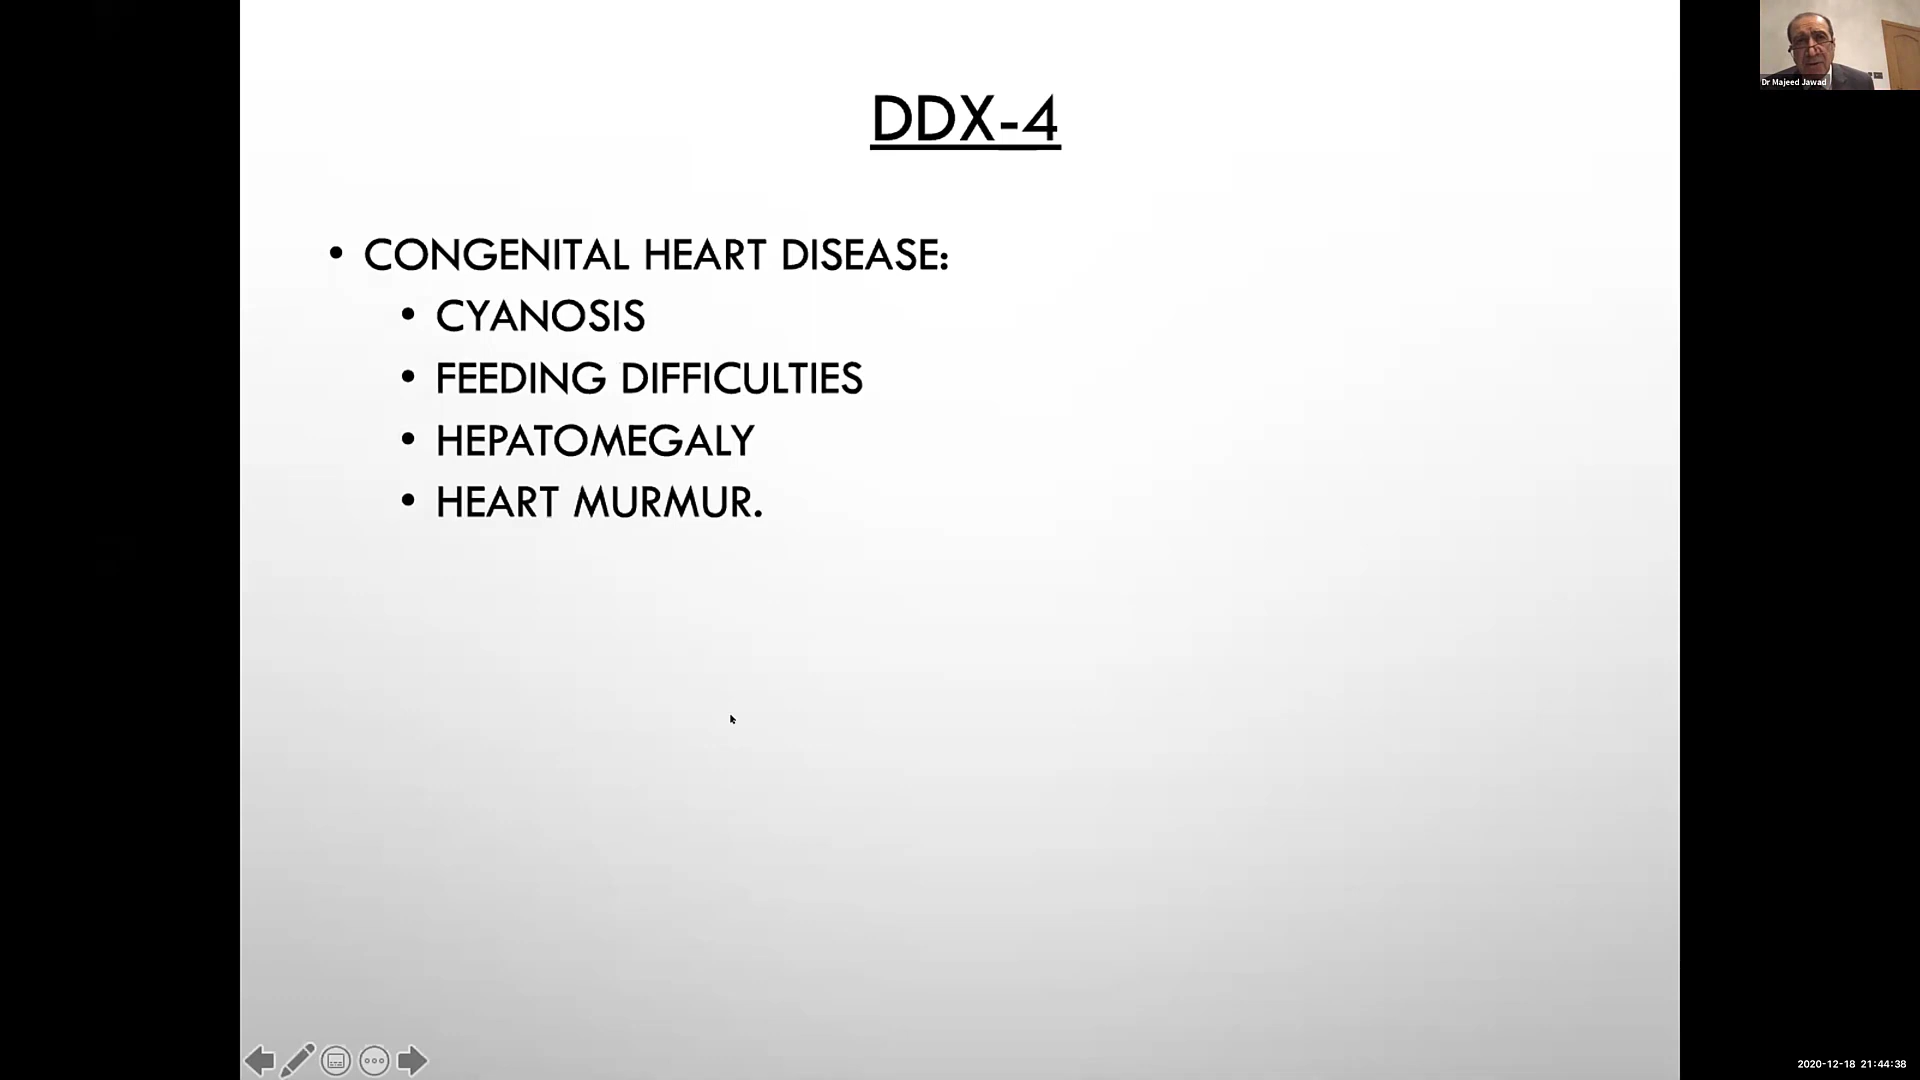 DDX-4
• CONGENITAL HEART DISEASE:
• CYANOSIS
• FEEDING DIFFICULTIES
• HEPATOMEGALY
• HEART MURMUR.
Dr Majeed Jawad
2020-12-18 21:44:38